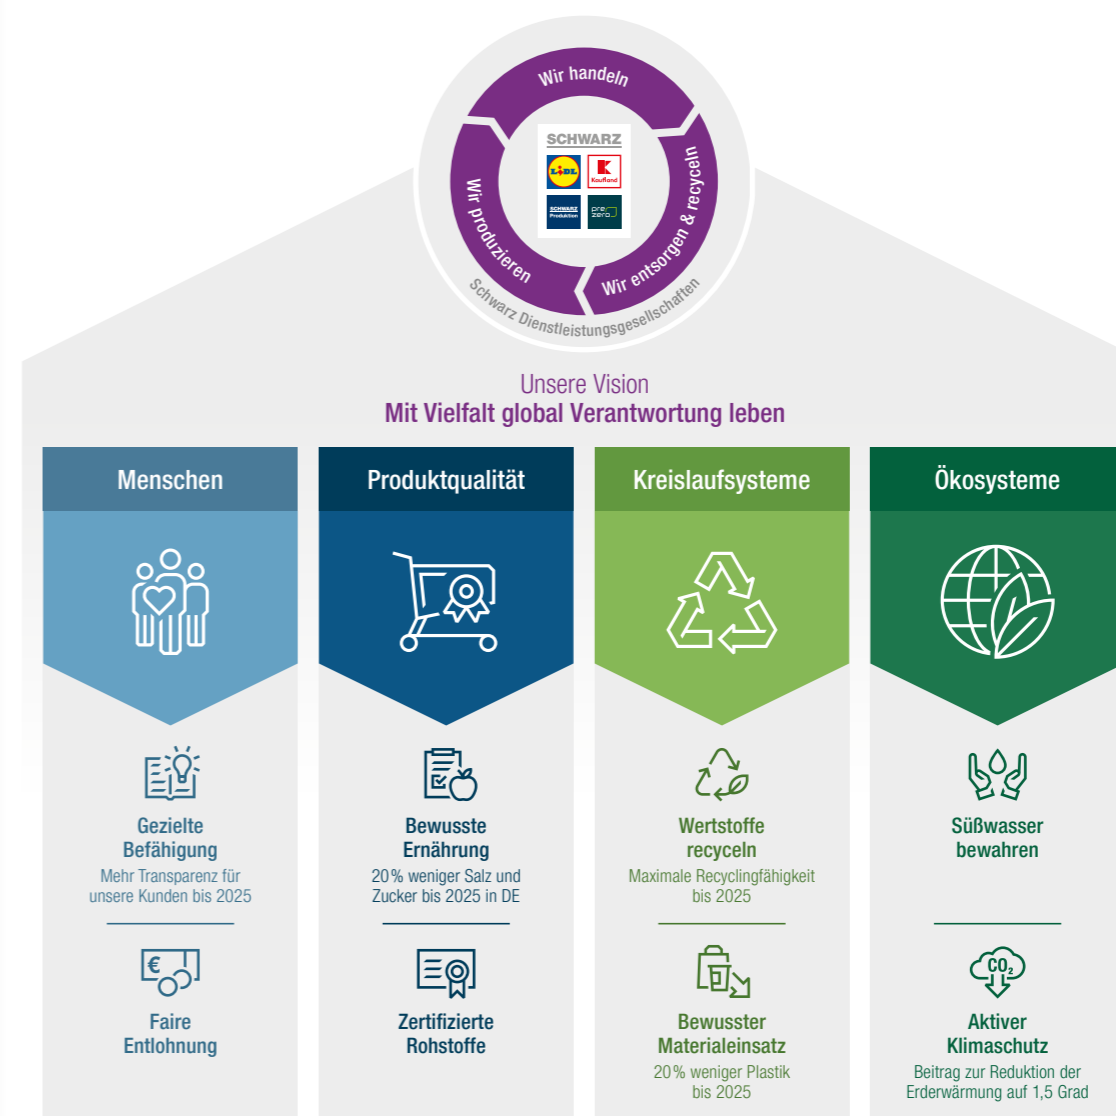 Wir handeln
SCHWARZ
LIDL
K
Kaufland
SCHWARZ
Produktion
pre
zero
Wir produzieren
Wir entsorgen & recyceln
Schwarz Dienstleistungsgesellschaften
Unsere Vision
Mit Vielfalt global Verantwortung leben
Menschen
Produktqualität
Kreislaufsysteme
Ökosysteme
Gezielte
Befähigung
Mehr Transparenz für
unsere Kunden bis 2025
Bewusste
Ernährung
20 % weniger Salz und
Zucker bis 2025 in DE
Wertstoffe
recyceln
Maximale Recyclingfähigkeit
bis 2025
Süßwasser
bewahren
€
Faire
Entlohnung
Zertifizierte
Rohstoffe
Bewusster
Materialeinsatz
20 % weniger Plastik
bis 2025
CO₂
Aktiver
Klimaschutz
Beitrag zur Reduktion der
Erderwärmung auf 1,5 Grad